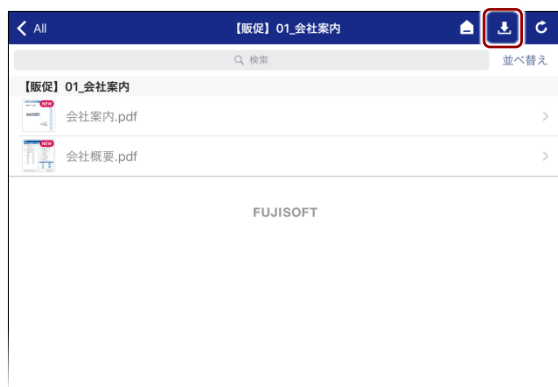 All
【販促】01_会社案内
検索
並べ替え
【販促】01_会社案内
NEW
会社案内.pdf
NEW
会社概要.pdf
FUJISOFT